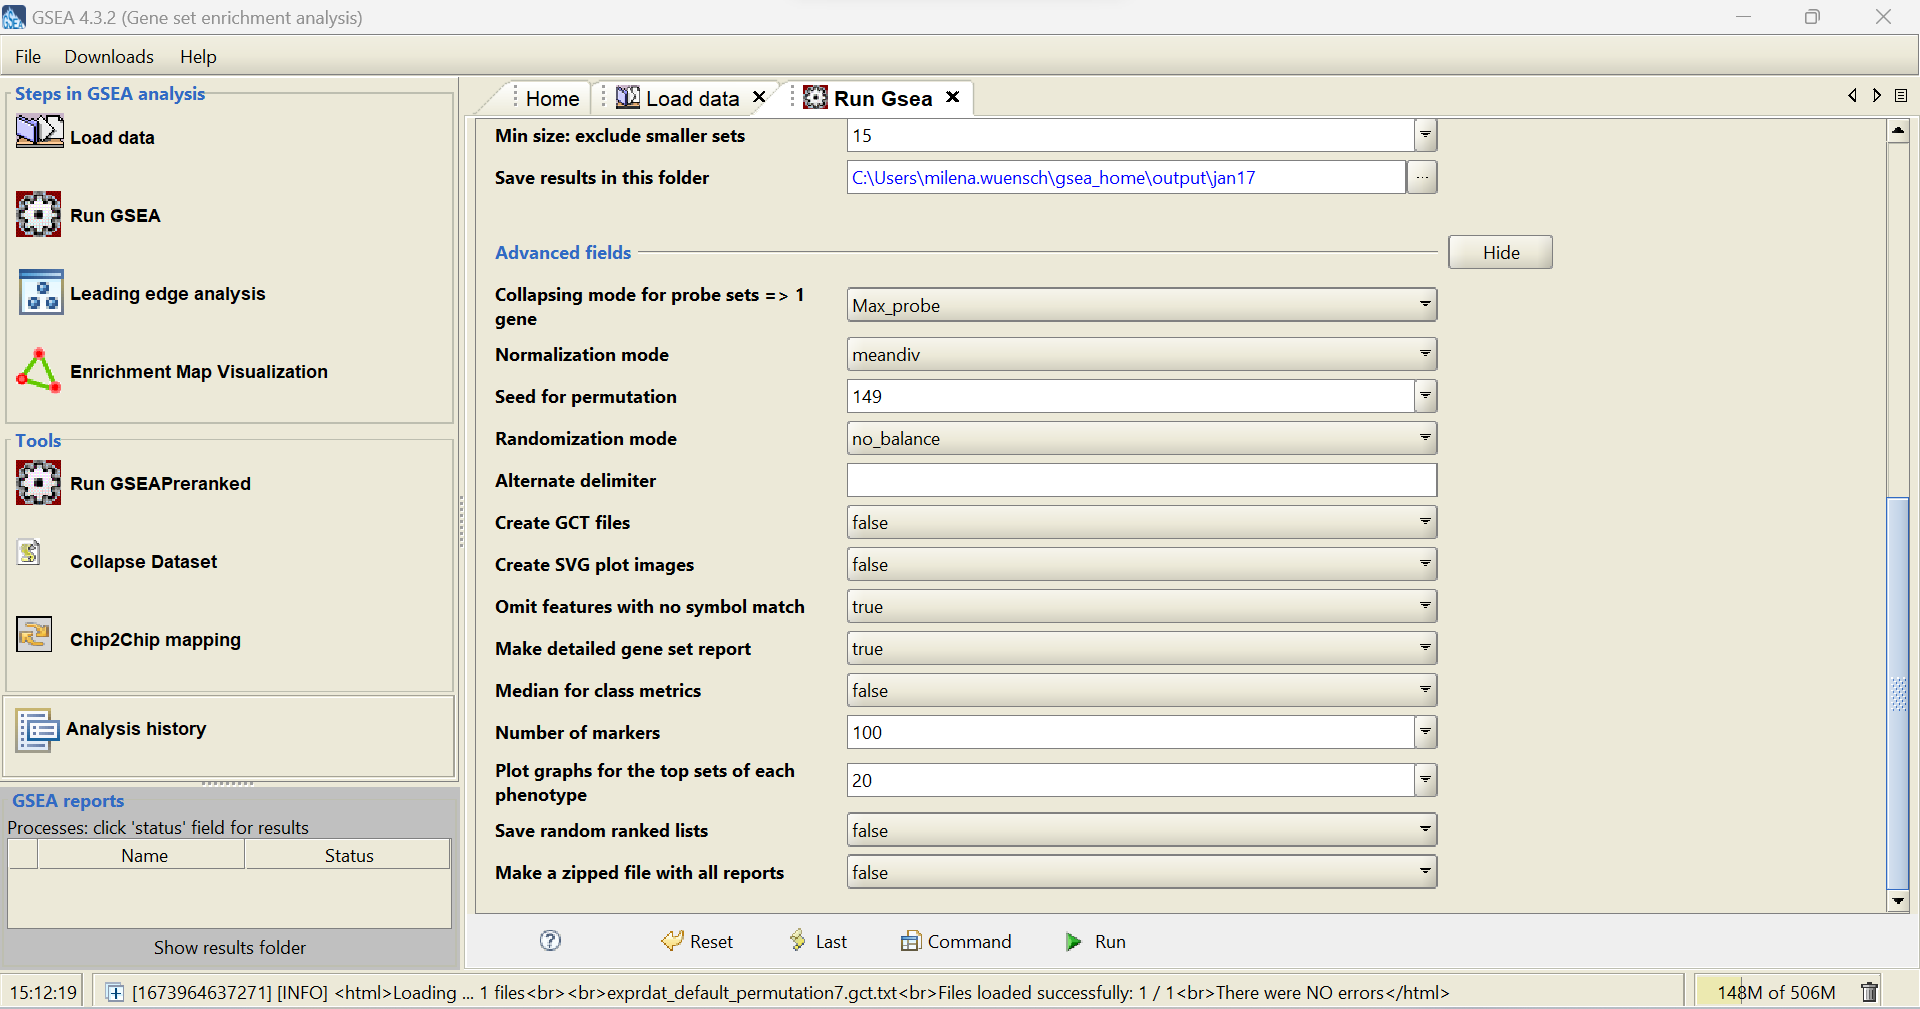 GSEA 4.3.2 (Gene set enrichment analysis)
File Downloads Help
Steps in GSEA analysis
Load data
Run GSEA
Leading edge analysis
Enrichment Map Visualization
Tools
Run GSEAPreranked
Collapse Dataset
Chip2Chip mapping
Analysis history
GSEA reports
Processes: click 'status' field for results
Name Status
Show results folder
Home Load data Run Gsea
Min size: exclude smaller sets 15
Save results in this folder C:\Users\milena.wuensch\gsea_home\output\jan17 ...
Advanced fields Hide
Collapsing mode for probe sets => 1
gene Max_probe
Normalization mode meandiv
Seed for permutation 149
Randomization mode no_balance
Alternate delimiter
Create GCT files false
Create SVG plot images false
Omit features with no symbol match true
Make detailed gene set report true
Median for class metrics false
Number of markers 100
Plot graphs for the top sets of each
phenotype 20
Save random ranked lists false
Make a zipped file with all reports false
? Reset Last Command Run
15:12:19 [1673964637271] [INFO] <html>Loading ... 1 files<br><br>exprdat_default_permutation7.gct.txt<br>Files loaded successfully: 1 / 1<br>There were NO errors</html> 148M of 506M